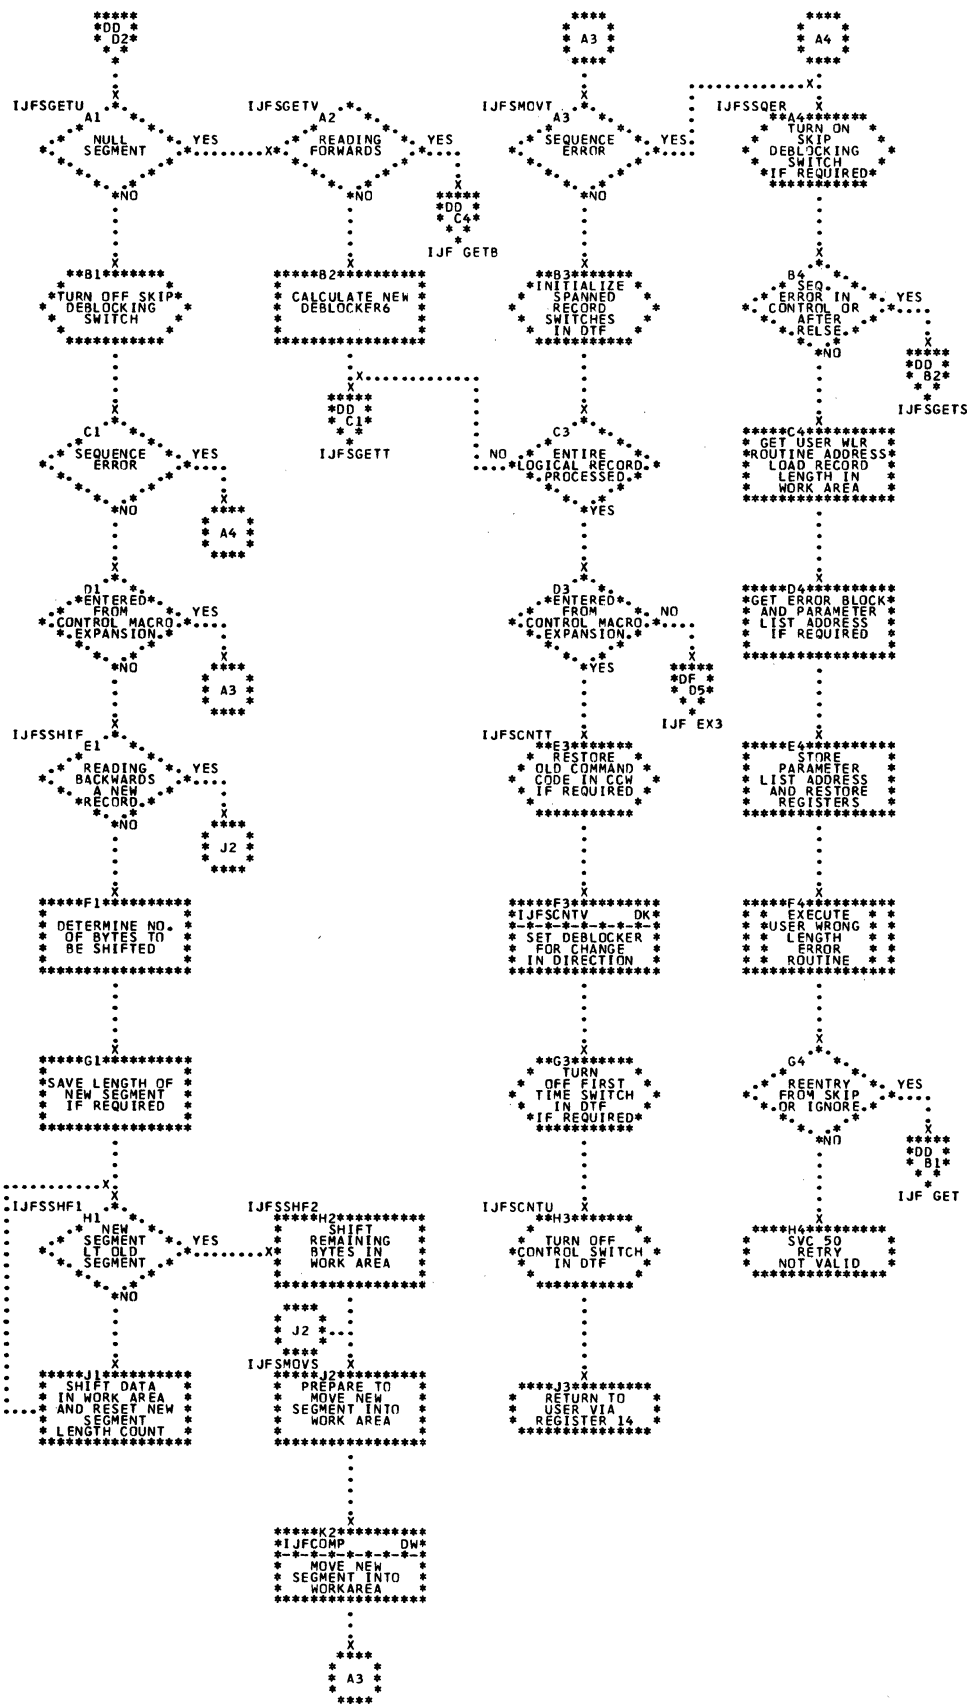 DD
D2
IJFSGETU
A1
NULL
SEGMENT
YES
NO
B1
TURN OFF SKIP
DEBLOCKING
SWITCH
C1
SEQUENCE
ERROR
YES
A4
NO
D1
ENTERED
FROM
CONTROL MACRO
EXPANSION
YES
A3
NO
IJFSSHIF
E1
READING
BACKWARDS
A NEW
RECORD
YES
J2
NO
F1
DETERMINE NO.
OF BYTES TO
BE SHIFTED
G1
SAVE LENGTH OF
NEW SEGMENT
IF REQUIRED
IJFSSHF1
H1
NEW
SEGMENT
LT OLD
SEGMENT
YES
NO
J1
SHIFT DATA
IN WORK AREA
AND RESET NEW
SEGMENT
LENGTH COUNT
IJFSGETV
A2
READING
FORWARDS
YES
DD
C4
IJF GETB
NO
B2
CALCULATE NEW
DEBLOCKER6
DD
C1
IJFSGETT
IJFSSHF2
H2
SHIFT
REMAINING
BYTES IN
WORK AREA
J2
IJFSMOVS
J2
PREPARE TO
MOVE NEW
SEGMENT INTO
WORK AREA
K2
IJFCOMP DW
MOVE NEW
SEGMENT INTO
WORKAREA
A3
A3
IJFSMOVT
A3
SEQUENCE
ERROR
YES
NO
B3
INITIALIZE
SPANNED
RECORD
SWITCHES
IN DTF
C3
ENTIRE
LOGICAL RECORD
PROCESSED
NO
YES
D3
ENTERED
FROM
CONTROL MACRO
EXPANSION
NO
DF
D5
IJF EX3
YES
IJFSCNTT
E3
RESTORE
OLD COMMAND
CODE IN CCW
IF REQUIRED
F3
IJFSCNTV DK
SET DEBLOCKER
FOR CHANGE
IN DIRECTION
G3
TURN
OFF FIRST
TIME SWITCH
IN DTF
IF REQUIRED
IJFSCNTU
H3
TURN OFF
CONTROL SWITCH
IN DTF
J3
RETURN TO
USER VIA
REGISTER 14
A4
IJFSSQER
A4
TURN ON
SKIP
DEBLOCKING
SWITCH
IF REQUIRED
B4
SEQ
ERROR IN
CONTROL OR
AFTER
RELSE
YES
DD
B2
IJFSGETS
NO
C4
GET USER WLR
ROUTINE ADDRESS
LOAD RECORD
LENGTH IN
WORK AREA
D4
GET ERROR BLOCK
AND PARAMETER
LIST ADDRESS
IF REQUIRED
E4
STORE
PARAMETER
LIST ADDRESS
AND RESTORE
REGISTERS
F4
EXECUTE
USER WRONG
LENGTH
ERROR
ROUTINE
G4
REENTRY
FROM SKIP
OR IGNORE
YES
DD
B1
IJF GET
NO
H4
SVC 50
RETRY
NOT VALID